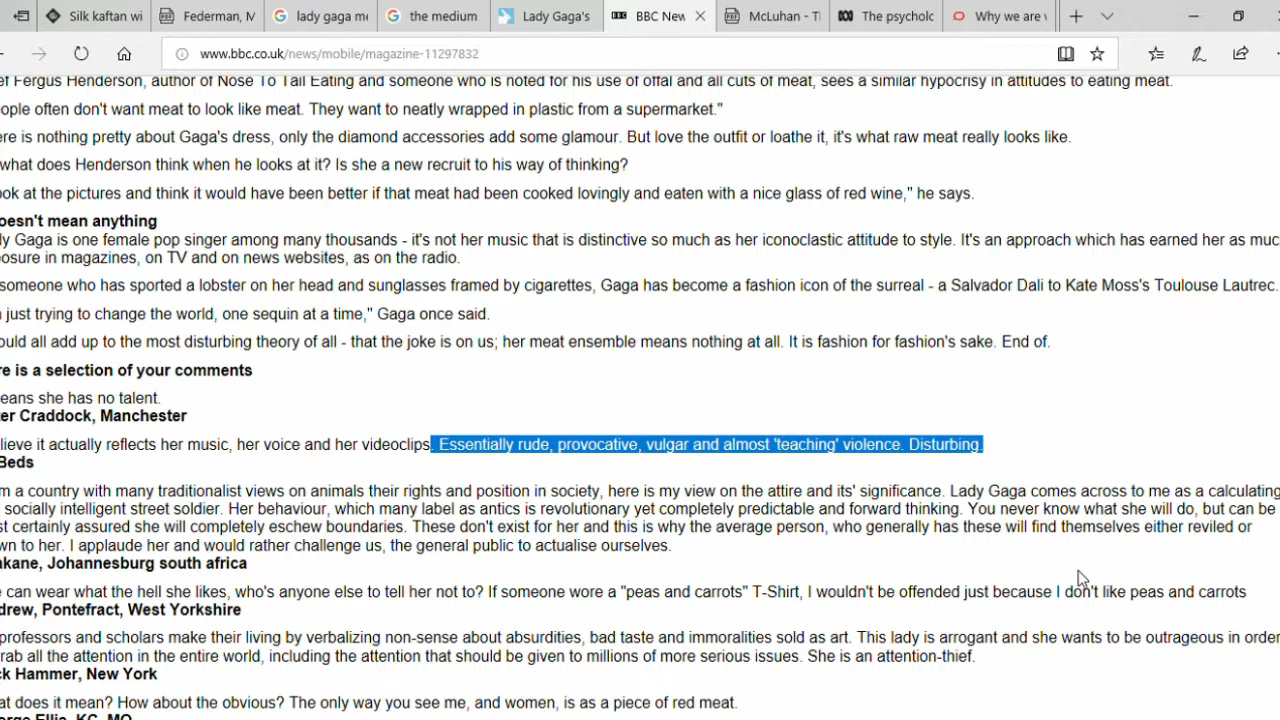 Silk kaftan wi
Federman, M
lady gaga me
the medium
Lady Gaga's
BBC New
McLuhan - Ti
The psycholo
Why we are v
www.bbc.co.uk/news/mobile/magazine-11297832
ef Fergus Henderson, author of Nose To Tail Eating and someone who is noted for his use of offal and all cuts of meat, sees a similar hypocrisy in attitudes to eating meat.
ople often don't want meat to look like meat. They want to neatly wrapped in plastic from a supermarket."
ere is nothing pretty about Gaga's dress, only the diamond accessories add some glamour. But love the outfit or loathe it, it's what raw meat really looks like.
what does Henderson think when he looks at it? Is she a new recruit to his way of thinking?
ook at the pictures and think it would have been better if that meat had been cooked lovingly and eaten with a nice glass of red wine," he says.
oesn't mean anything
dy Gaga is one female pop singer among many thousands - it's not her music that is distinctive so much as her iconoclastic attitude to style. It's an approach which has earned her as muc
osure in magazines, on TV and on news websites, as on the radio.
someone who has sported a lobster on her head and sunglasses framed by cigarettes, Gaga has become a fashion icon of the surreal - a Salvador Dali to Kate Moss's Toulouse Lautrec.
just trying to change the world, one sequin at a time," Gaga once said.
ould all add up to the most disturbing theory of all - that the joke is on us; her meat ensemble means nothing at all. It is fashion for fashion's sake. End of.
re is a selection of your comments
eans she has no talent.
ter Craddock, Manchester
lieve it actually reflects her music, her voice and her videoclips. Essentially rude, provocative, vulgar and almost 'teaching' violence. Disturbing.
Beds
m a country with many traditionalist views on animals their rights and position in society, here is my view on the attire and its' significance. Lady Gaga comes across to me as a calculating
socially intelligent street soldier. Her behaviour, which many label as antics is revolutionary yet completely predictable and forward thinking. You never know what she will do, but can be
st certainly assured she will completely eschew boundaries. These don't exist for her and this is why the average person, who generally has these will find themselves either reviled or
wn to her. I applaude her and would rather challenge us, the general public to actualise ourselves.
akane, Johannesburg south africa
e can wear what the hell she likes, who's anyone else to tell her not to? If someone wore a "peas and carrots" T-Shirt, I wouldn't be offended just because I don't like peas and carrots
drew, Pontefract, West Yorkshire
professors and scholars make their living by verbalizing non-sense about absurdities, bad taste and immoralities sold as art. This lady is arrogant and she wants to be outrageous in order
rab all the attention in the entire world, including the attention that should be given to millions of more serious issues. She is an attention-thief.
ck Hammer, New York
at does it mean? How about the obvious? The only way you see me, and women, is as a piece of red meat.
orge Ellis, KC, MO